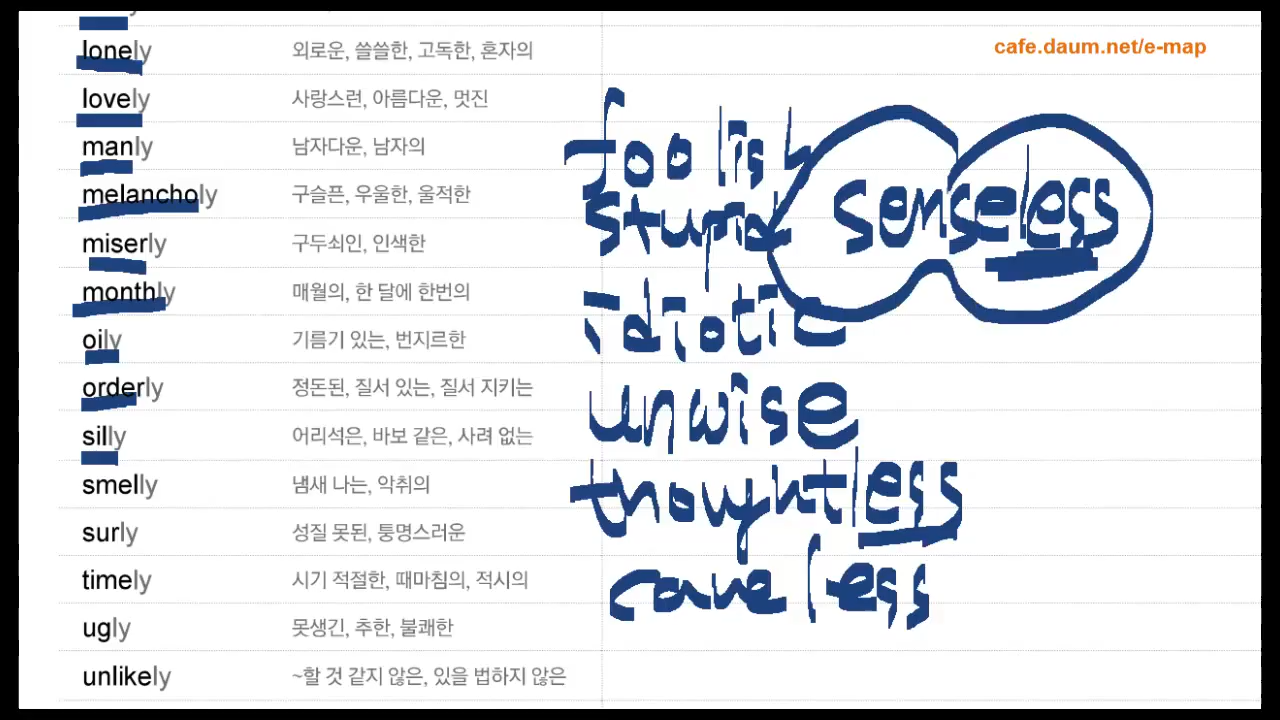 cafe.daum.net/e-map
lonely 외로운, 쓸쓸한, 고독한, 혼자의
lovely 사랑스런, 아름다운, 멋진
manly 남자다운, 남자의
foolish
melancholy 구슬픈, 우울한, 울적한
stupid senseless
miserly 구두쇠인, 인색한
monthly 매월의, 한 달에 한번의
idiotic
oily 기름기 있는, 번지르한
orderly 정돈된, 질서 있는, 질서 지키는
unwise
silly 어리석은, 바보 같은, 사려 없는
smelly 냄새 나는, 악취의
thoughtless
surly 성질 못된, 퉁명스러운
timely 시기 적절한, 때마침의, 적시의
careless
ugly 못생긴, 추한, 불쾌한
unlikely ~할 것 같지 않은, 있을 법하지 않은